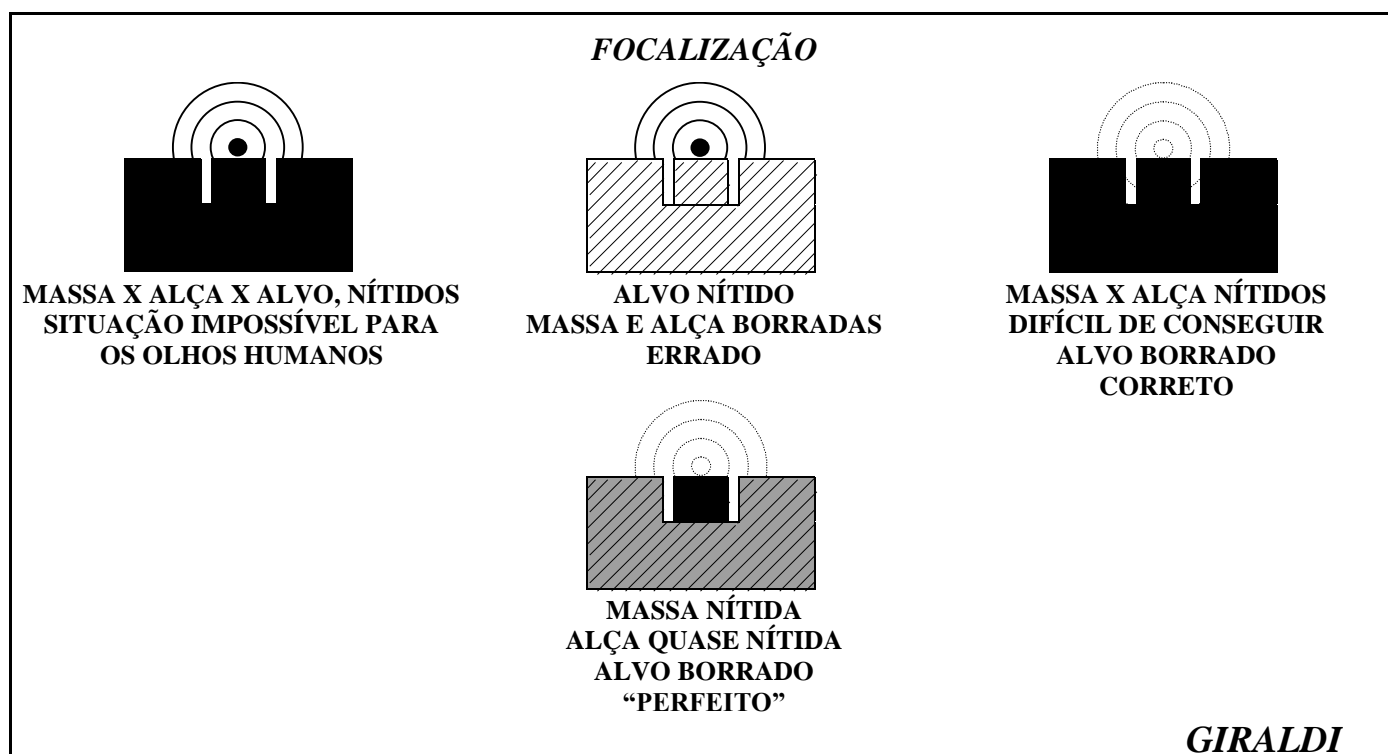 FOCALIZAÇÃO
MASSA X ALÇA X ALVO, NÍTIDOS
SITUAÇÃO IMPOSSÍVEL PARA
OS OLHOS HUMANOS
ALVO NÍTIDO
MASSA E ALÇA BORRADAS
ERRADO
MASSA X ALÇA NÍTIDOS
DIFÍCIL DE CONSEGUIR
ALVO BORRADO
CORRETO
MASSA NÍTIDA
ALÇA QUASE NÍTIDA
ALVO BORRADO
“PERFEITO”
GIRALDI